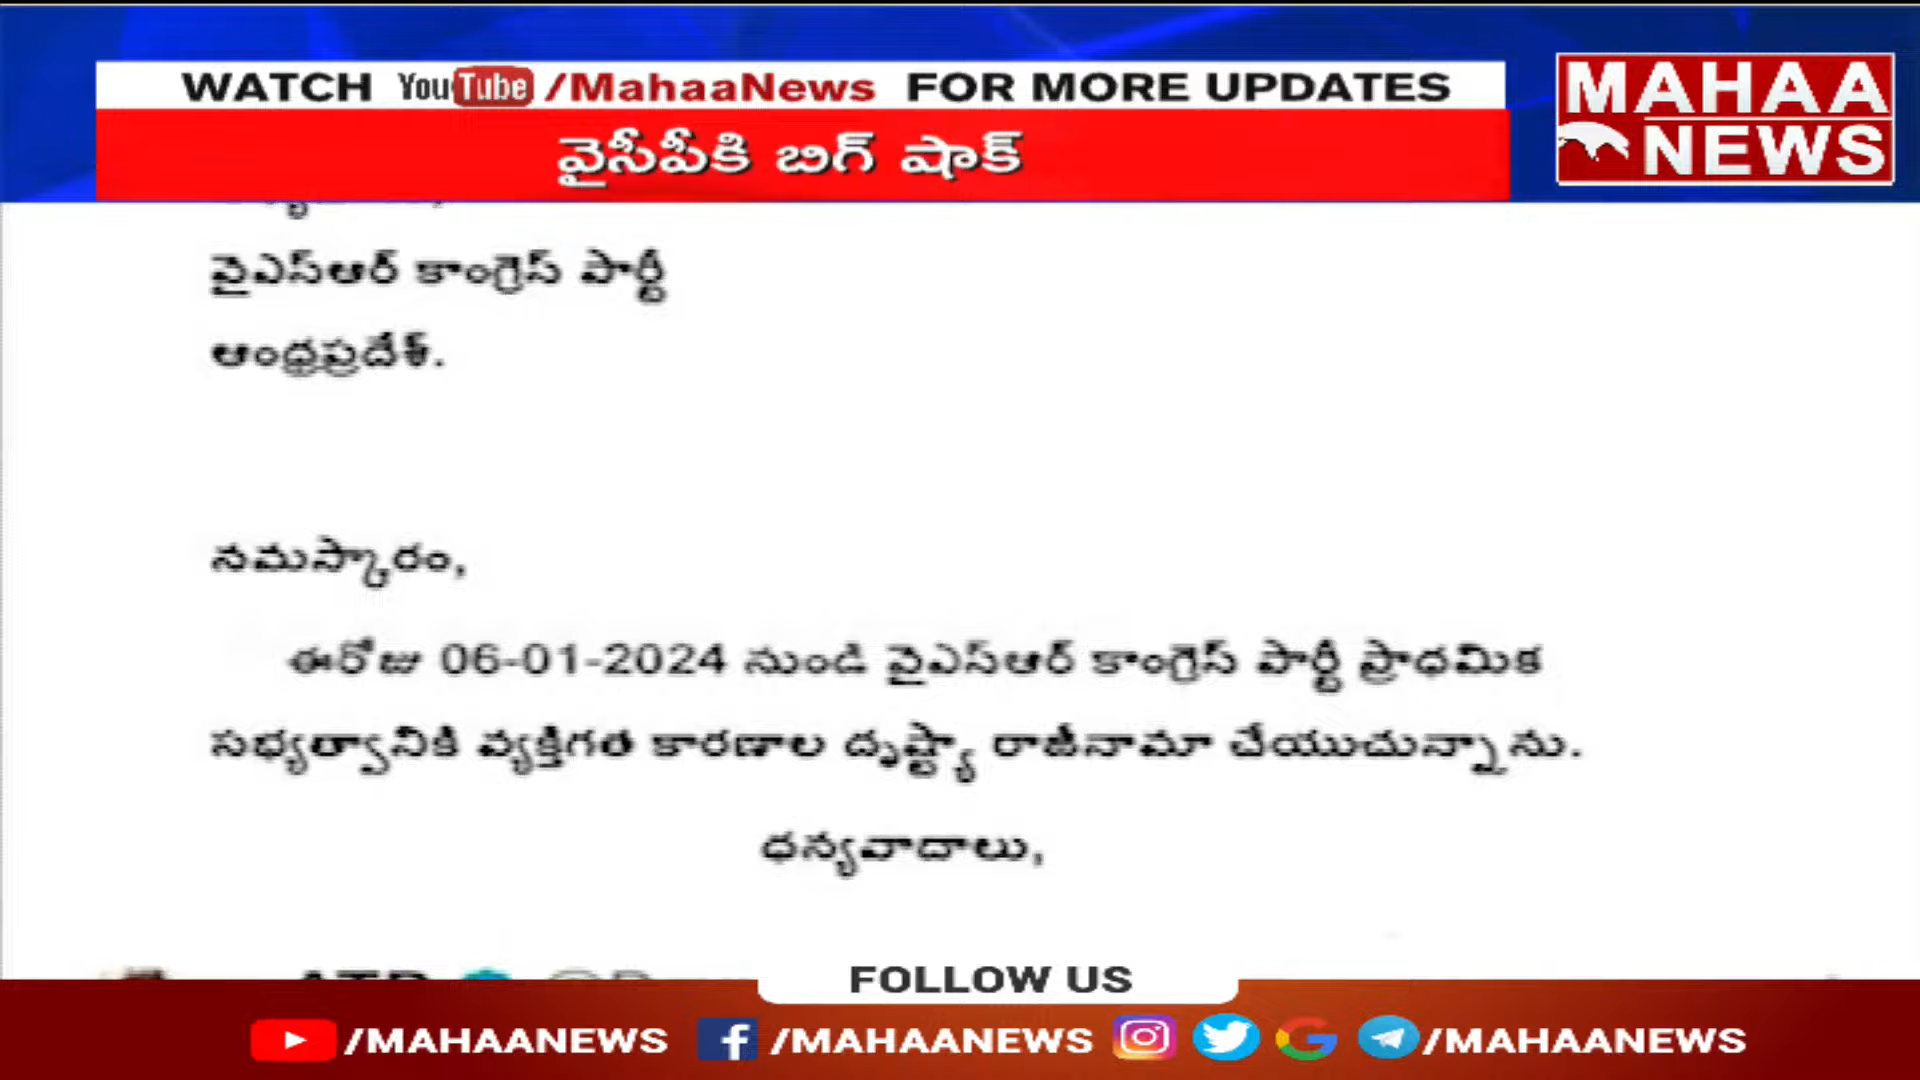 WATCH YouTube /MahaaNews FOR MORE UPDATES
MAHAA
NEWS
వైసీపీకి బిగ్ షాక్
వైఎస్ఆర్ కాంగ్రెస్ పార్టీ
ఆంధ్రప్రదేశ్.
నమస్కారం,
ఈరోజు 06-01-2024 నుండి వైఎస్ఆర్ కాంగ్రెస్ పార్టీ ప్రాధమిక
సభ్యత్వానికి వ్యక్తిగత కారణాల దృష్ట్యా రాజీనామా చేయుచున్నాను.
ధన్యవాదాలు,
FOLLOW US
/MAHAANEWS /MAHAANEWS /MAHAANEWS